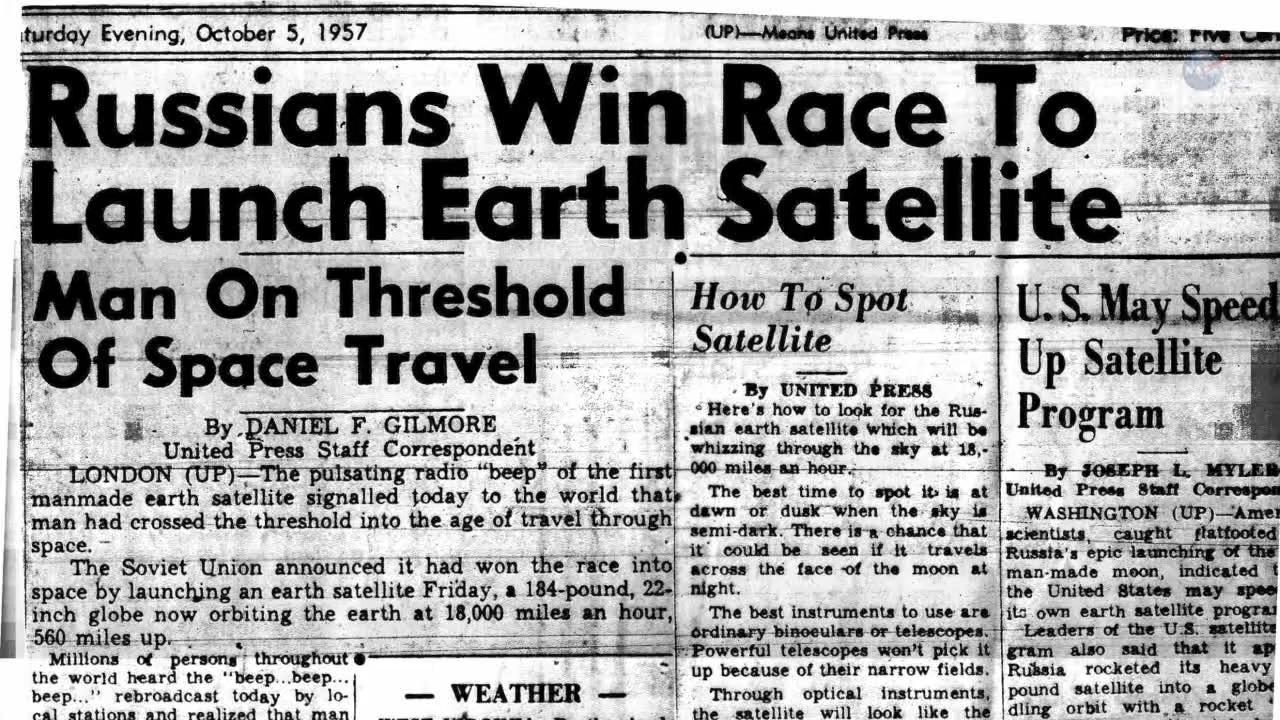 turday Evening, October 5, 1957
(UP)—Means United Press
Price: Five Cen
Russians Win Race To
Launch Earth Satellite
Man On Threshold
Of Space Travel
By DANIEL F. GILMORE
United Press Staff Correspondent
LONDON (UP)—The pulsating radio "beep" of the first
manmade earth satellite signalled today to the world that
man had crossed the threshold into the age of travel through
space.
The Soviet Union announced it had won the race into
space by launching an earth satellite Friday, a 184-pound, 22-
inch globe now orbiting the earth at 18,000 miles an hour,
560 miles up.
Millions of persons throughout
the world heard the "beep...beep...
beep..." rebroadcast today by lo-
cal stations and realized that man
— WEATHER —
How To Spot
Satellite
By UNITED PRESS
Here's how to look for the Rus-
sian earth satellite which will be
whizzing through the sky at 18,-
000 miles an hour.
The best time to spot it is at
dawn or dusk when the sky is
semi-dark. There is a chance that
it could be seen if it travels
across the face of the moon at
night.
The best instruments to use are
ordinary binoculars or telescopes.
Powerful telescopes won't pick it
up because of their narrow fields.
Through optical instruments,
the satellite will look like the
U. S. May Speed
Up Satellite
Program
By JOSEPH L. MYLER
United Press Staff Correspon
WASHINGTON (UP)—Amer
scientists, caught flatfooted
Russia's epic launching of the
man-made moon, indicated t
the United States may spee
its own earth satellite progra
Leaders of the U.S. satellite
gram also said that it ap
Russia rocketed its heavy
pound satellite into a globe
dling orbit with a rocket